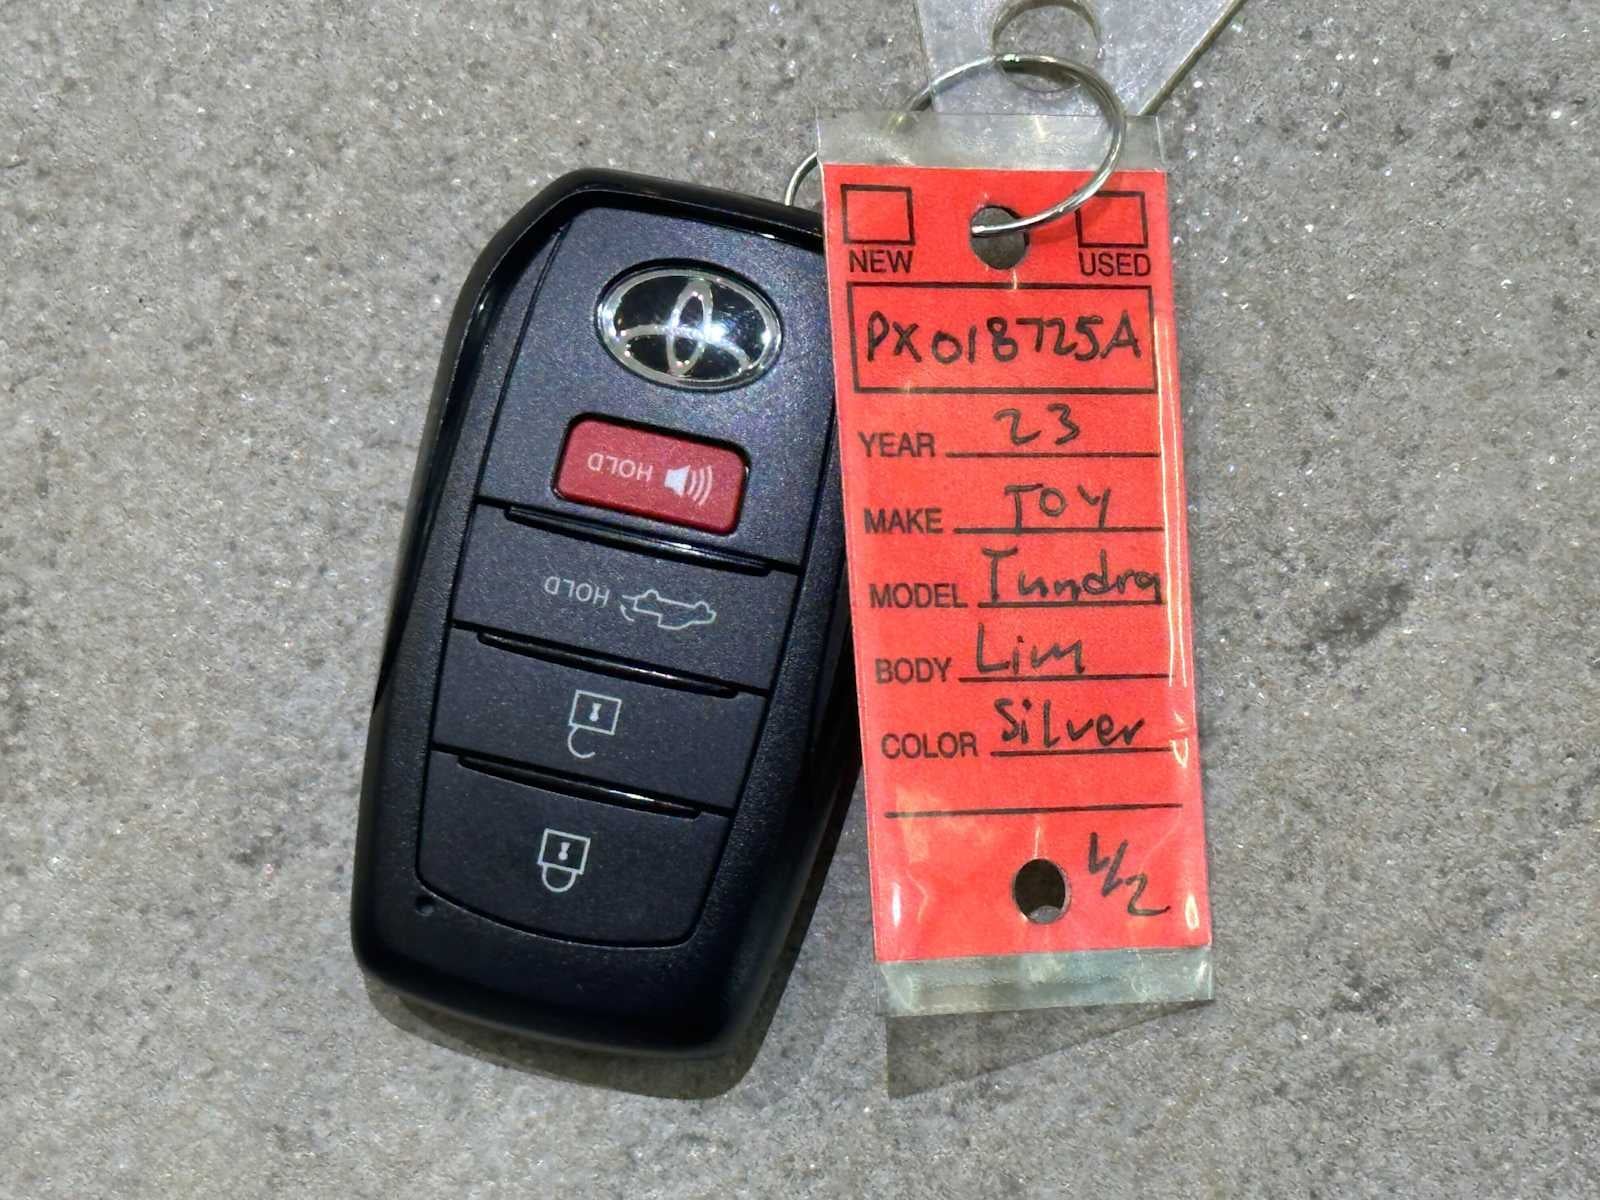 HOLD
HOLD
NEW USED
PX018725A
YEAR 23
MAKE TOY
MODEL Tundra
BODY Lim
COLOR Silver
1/2